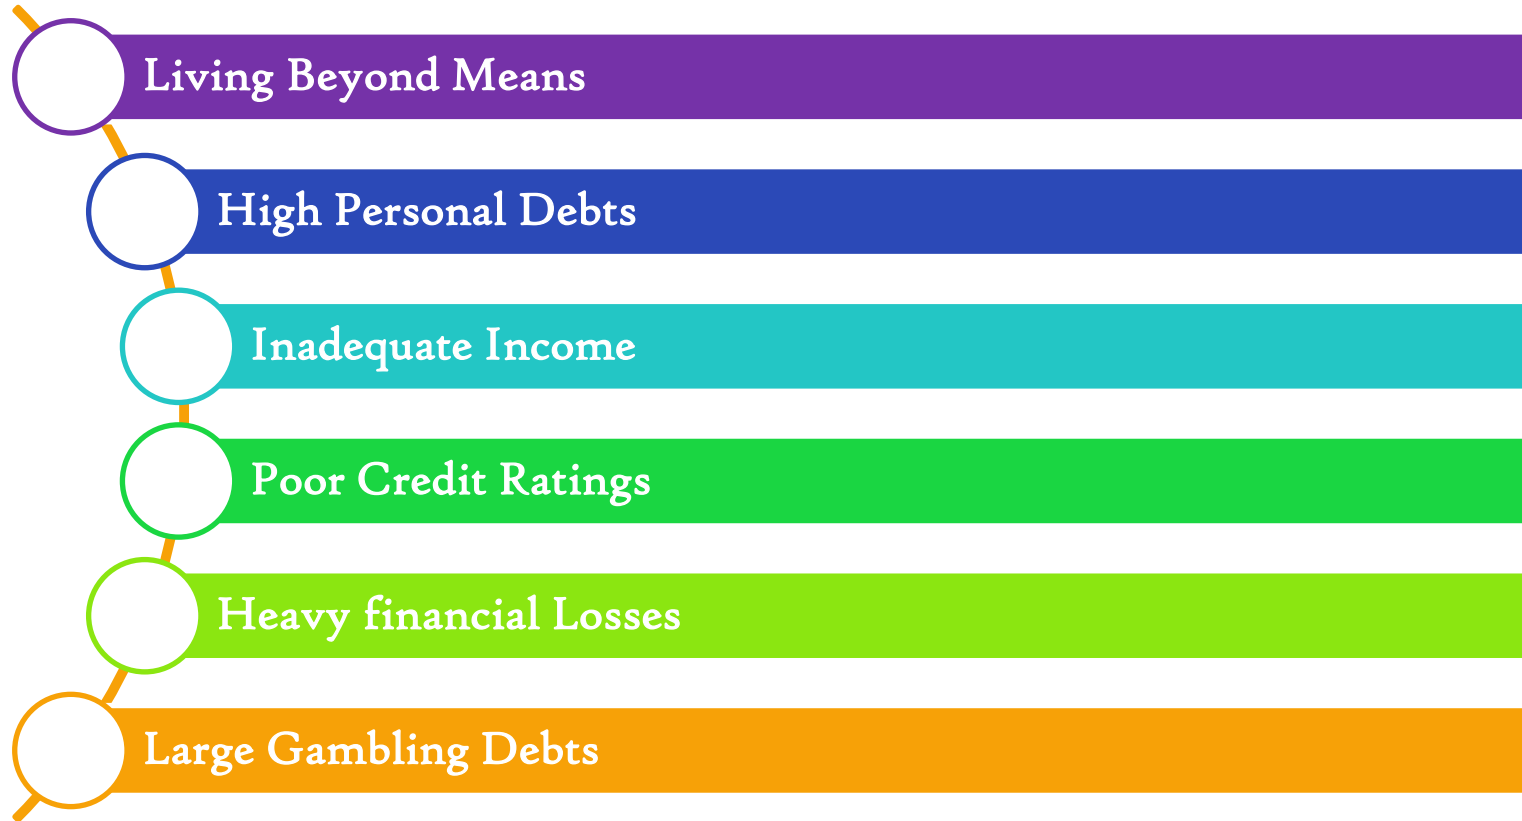 Living Beyond Means
High Personal Debts
Inadequate Income
Poor Credit Ratings
Heavy financial Losses
Large Gambling Debts